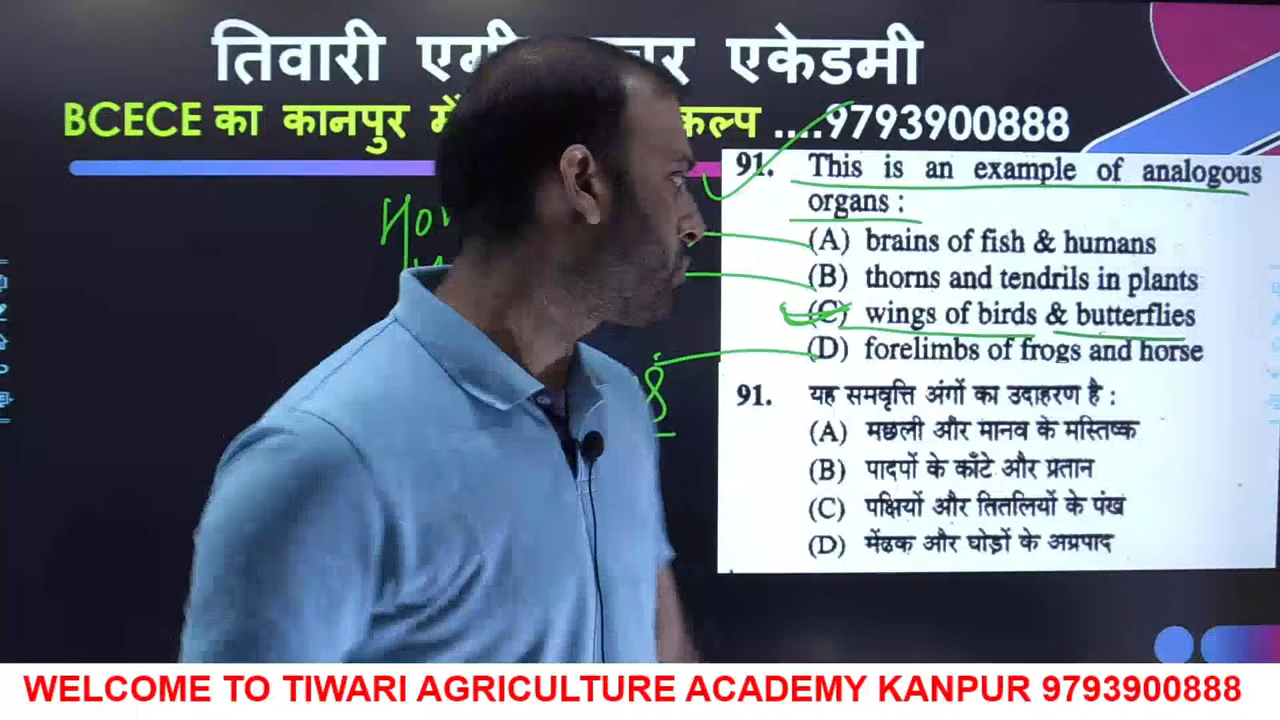 तिवारी एकेडमी
BCECE का कानपुर में ....9793900888
91. This is an example of analogous
organs :
(A) brains of fish & humans
(B) thorns and tendrils in plants
(C) wings of birds & butterflies
(D) forelimbs of frogs and horse
91. यह समवृत्ति अंगों का उदाहरण है :
(A) मछली और मानव के मस्तिष्क
(B) पादपों के काँटे और प्रतान
(C) पक्षियों और तितलियों के पंख
(D) मेंढक और घोड़ों के अग्रपाद
WELCOME TO TIWARI AGRICULTURE ACADEMY KANPUR 9793900888